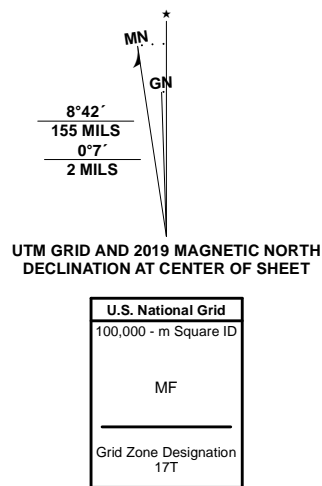 ★
MN
GN
8°42´
155 MILS
0°7´
2 MILS
UTM GRID AND 2019 MAGNETIC NORTH
DECLINATION AT CENTER OF SHEET
U.S. National Grid
100,000 - m Square ID
MF
Grid Zone Designation
17T